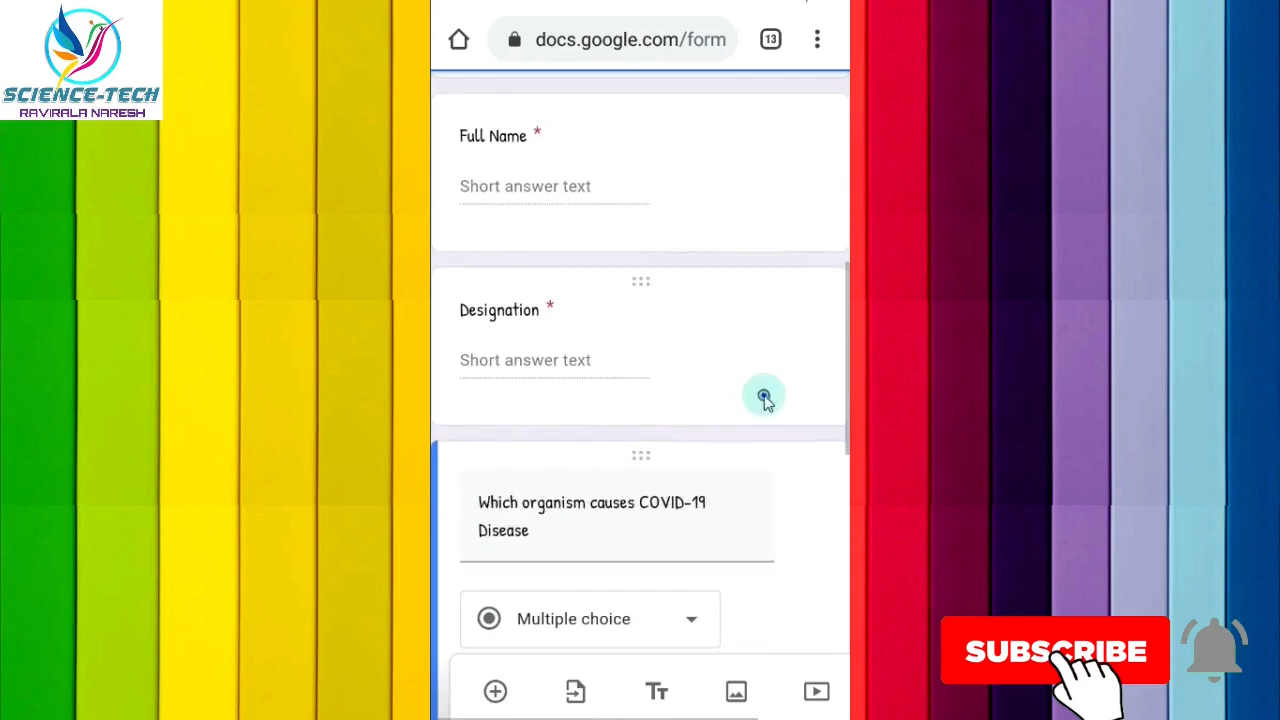 SCIENCE-TECH
RAVIRALA NARESH
docs.google.com/form
13
Full Name *
Short answer text
Designation *
Short answer text
Which organism causes COVID-19
Disease
Multiple choice
Tт
SUBSCRIBE